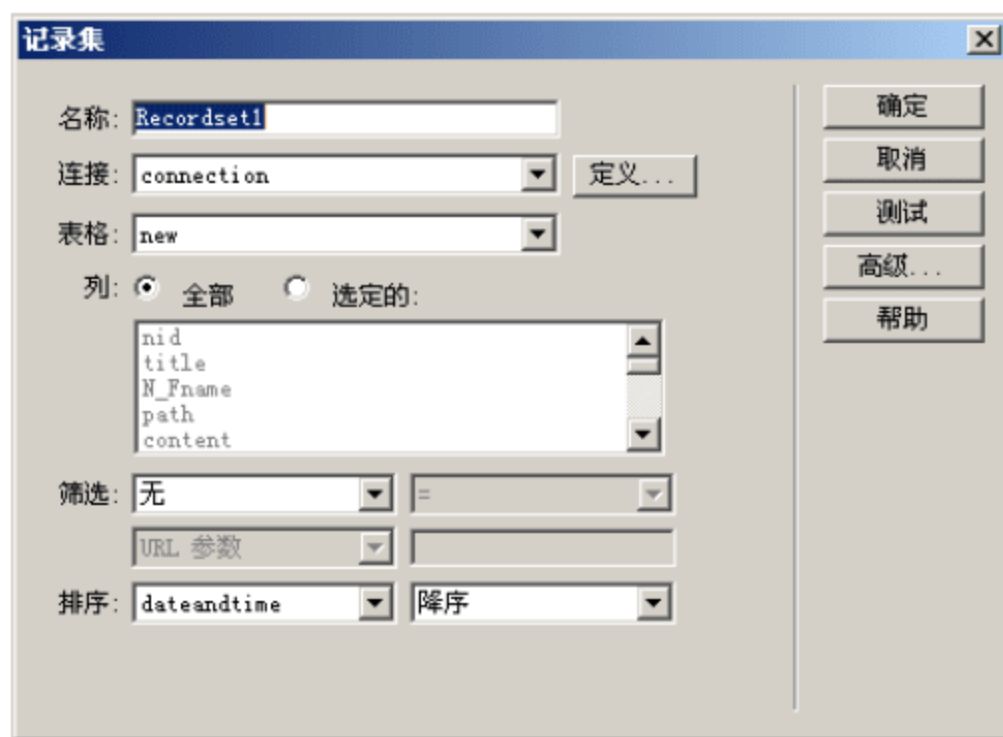 记录集
名称: Recordset1
连接: connection 定义...
表格: new
列: 全部 选定的:
nid
title
N_Fname
path
content
筛选: 无 =
URL 参数
排序: dateandtime 降序
确定
取消
测试
高级...
帮助